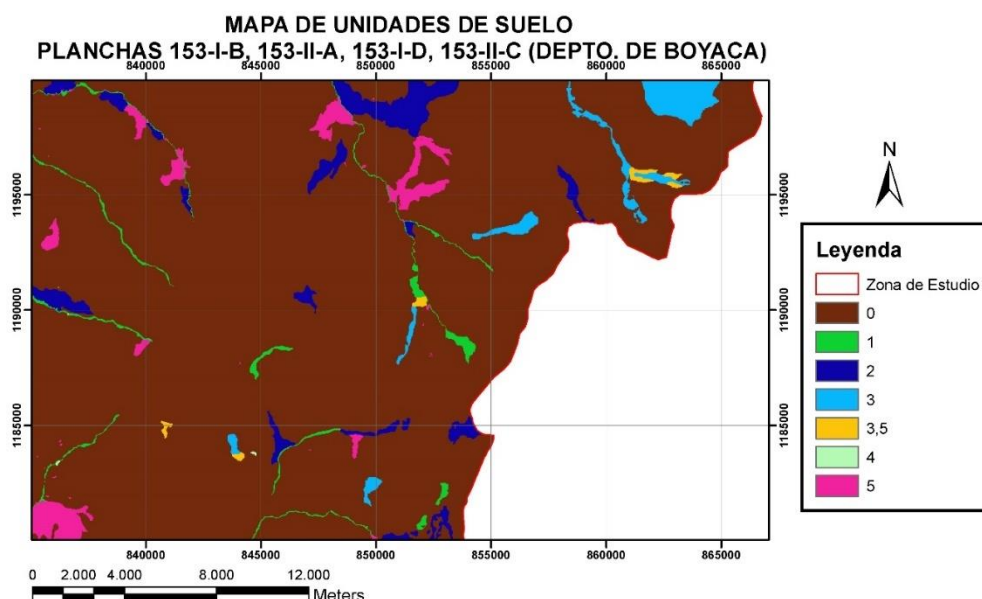 MAPA DE UNIDADES DE SUELO
PLANCHAS 153-I-B, 153-II-A, 153-I-D, 153-II-C (DEPTO. DE BOYACA)
840000 845000 850000 855000 860000 865000
1195000 1195000
1190000 1190000
1185000 1185000
840000 845000 850000 855000 860000 865000
N
Leyenda
Zona de Estudio
0
1
2
3
3,5
4
5
0 2.000 4.000 8.000 12.000
Meters